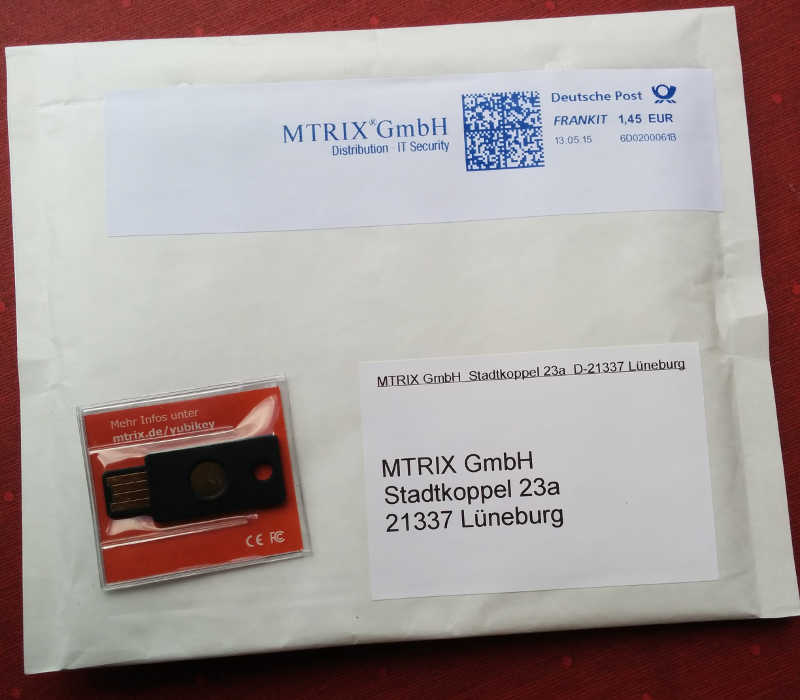 MTRIX®GmbH
Distribution · IT Security
Deutsche Post
FRANKIT 1,45 EUR
13.05.15 6D0200061B
MTRIX GmbH Stadtkoppel 23a D-21337 Lüneburg
MTRIX GmbH
Stadtkoppel 23a
21337 Lüneburg
Mehr Infos unter
mtrix.de/yubikey
CE FC